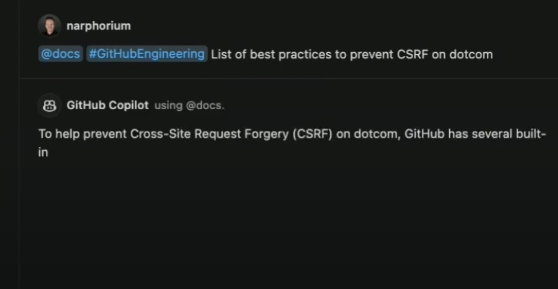 narphorium
@docs #GitHubEngineering List of best practices to prevent CSRF on dotcom
GitHub Copilot using @docs.
To help prevent Cross-Site Request Forgery (CSRF) on dotcom, GitHub has several built-
in